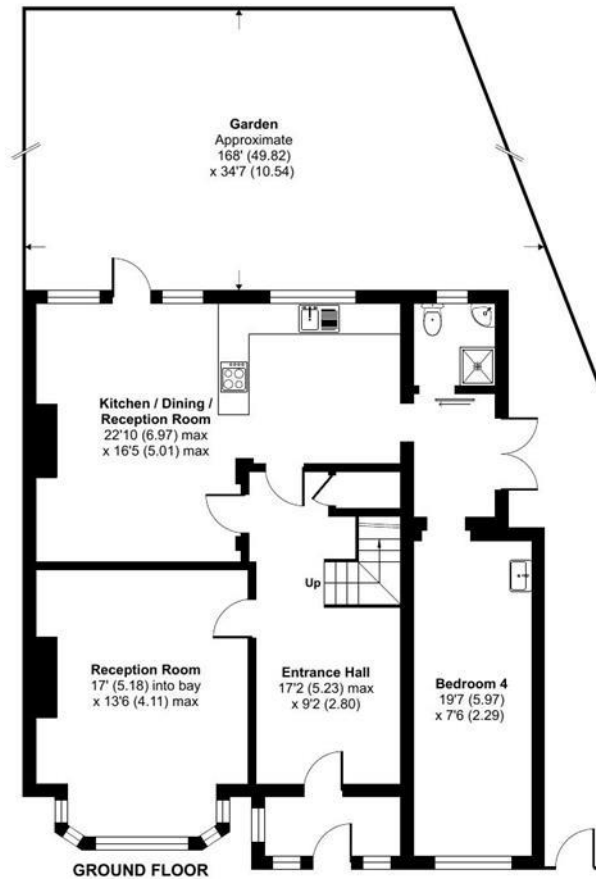 Garden
Approximate
168' (49.82)
x 34'7 (10.54)
Kitchen / Dining /
Reception Room
22'10 (6.97) max
x 16'5 (5.01) max
Up
Reception Room
17' (5.18) into bay
x 13'6 (4.11) max
Entrance Hall
17'2 (5.23) max
x 9'2 (2.80)
Bedroom 4
19'7 (5.97)
x 7'6 (2.29)
GROUND FLOOR